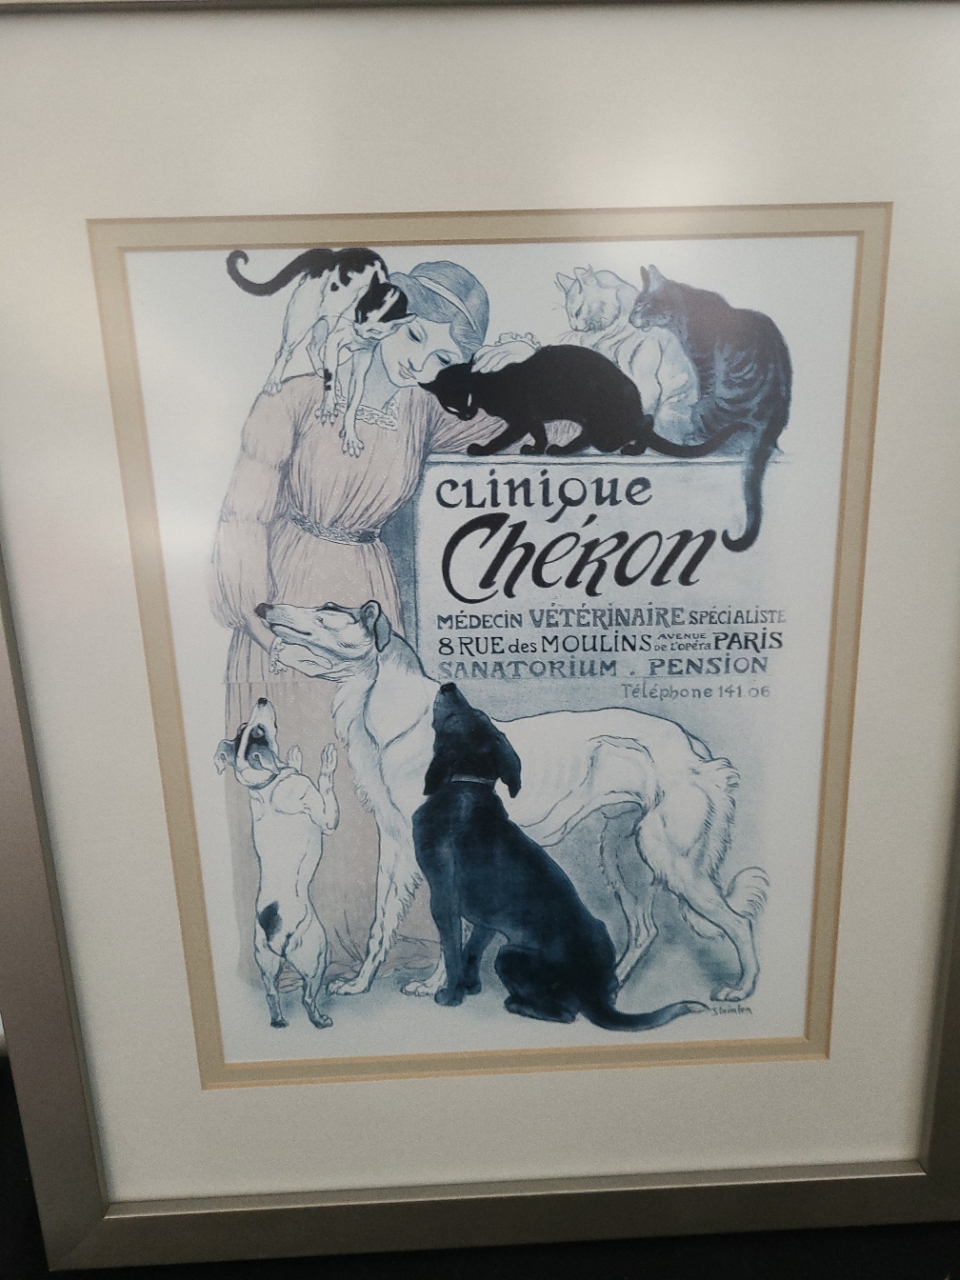 Clinique
Chéron
MÉDECIN VÉTÉRINAIRE SPÉCIALISTE
8 RUE des MOULINS AVENUE DE L'OPÉRA PARIS
SANATORIUM . PENSION
Téléphone 141.06
Steinlen